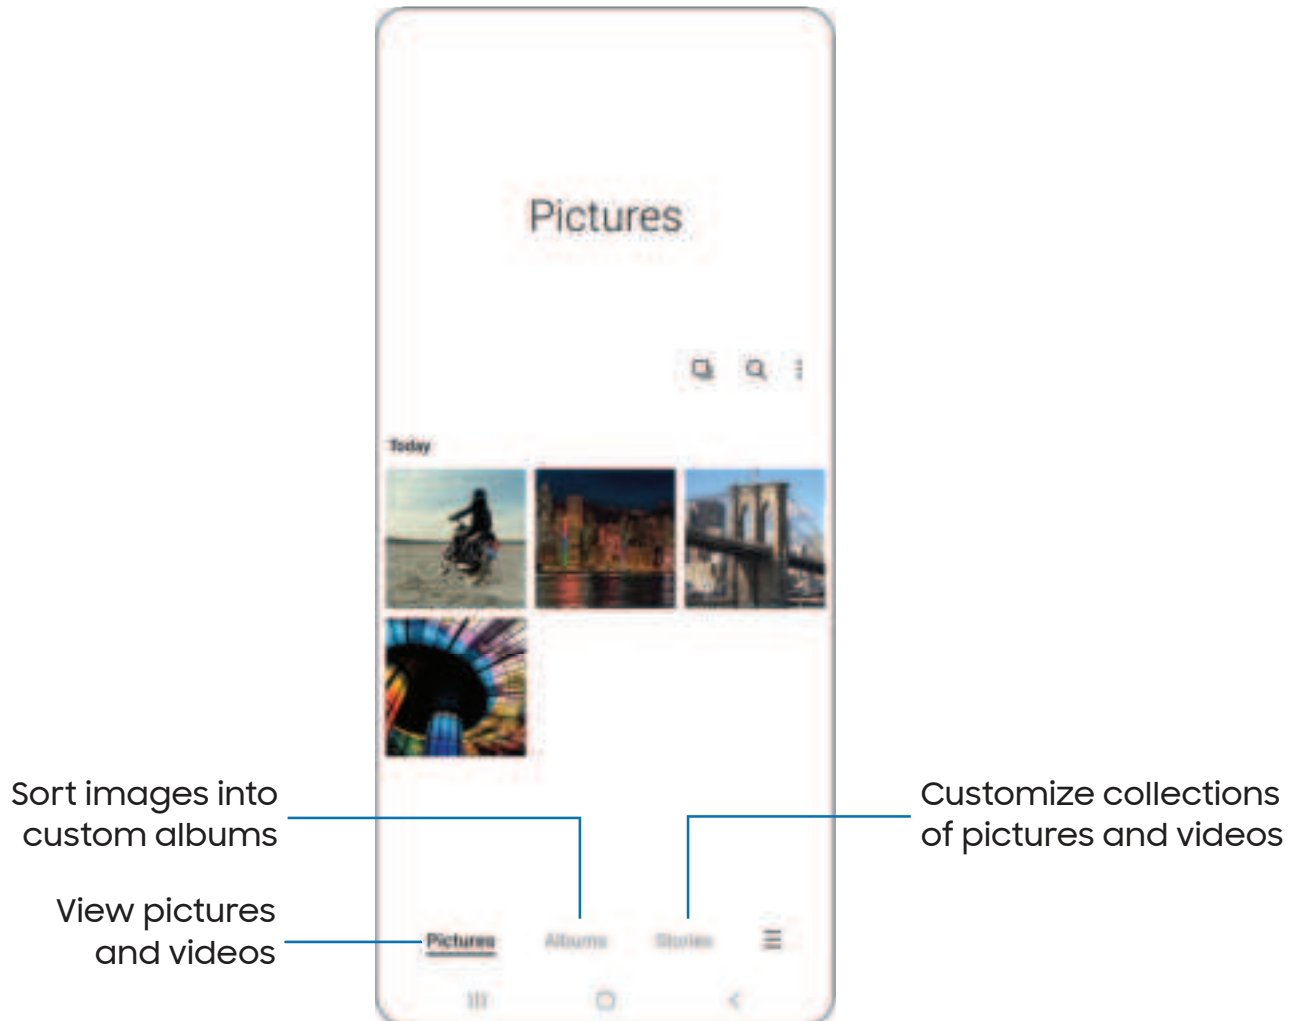 Pictures
Today
Sort images into
custom albums
Customize collections
of pictures and videos
View pictures
and videos
Pictures
Albums
Stories